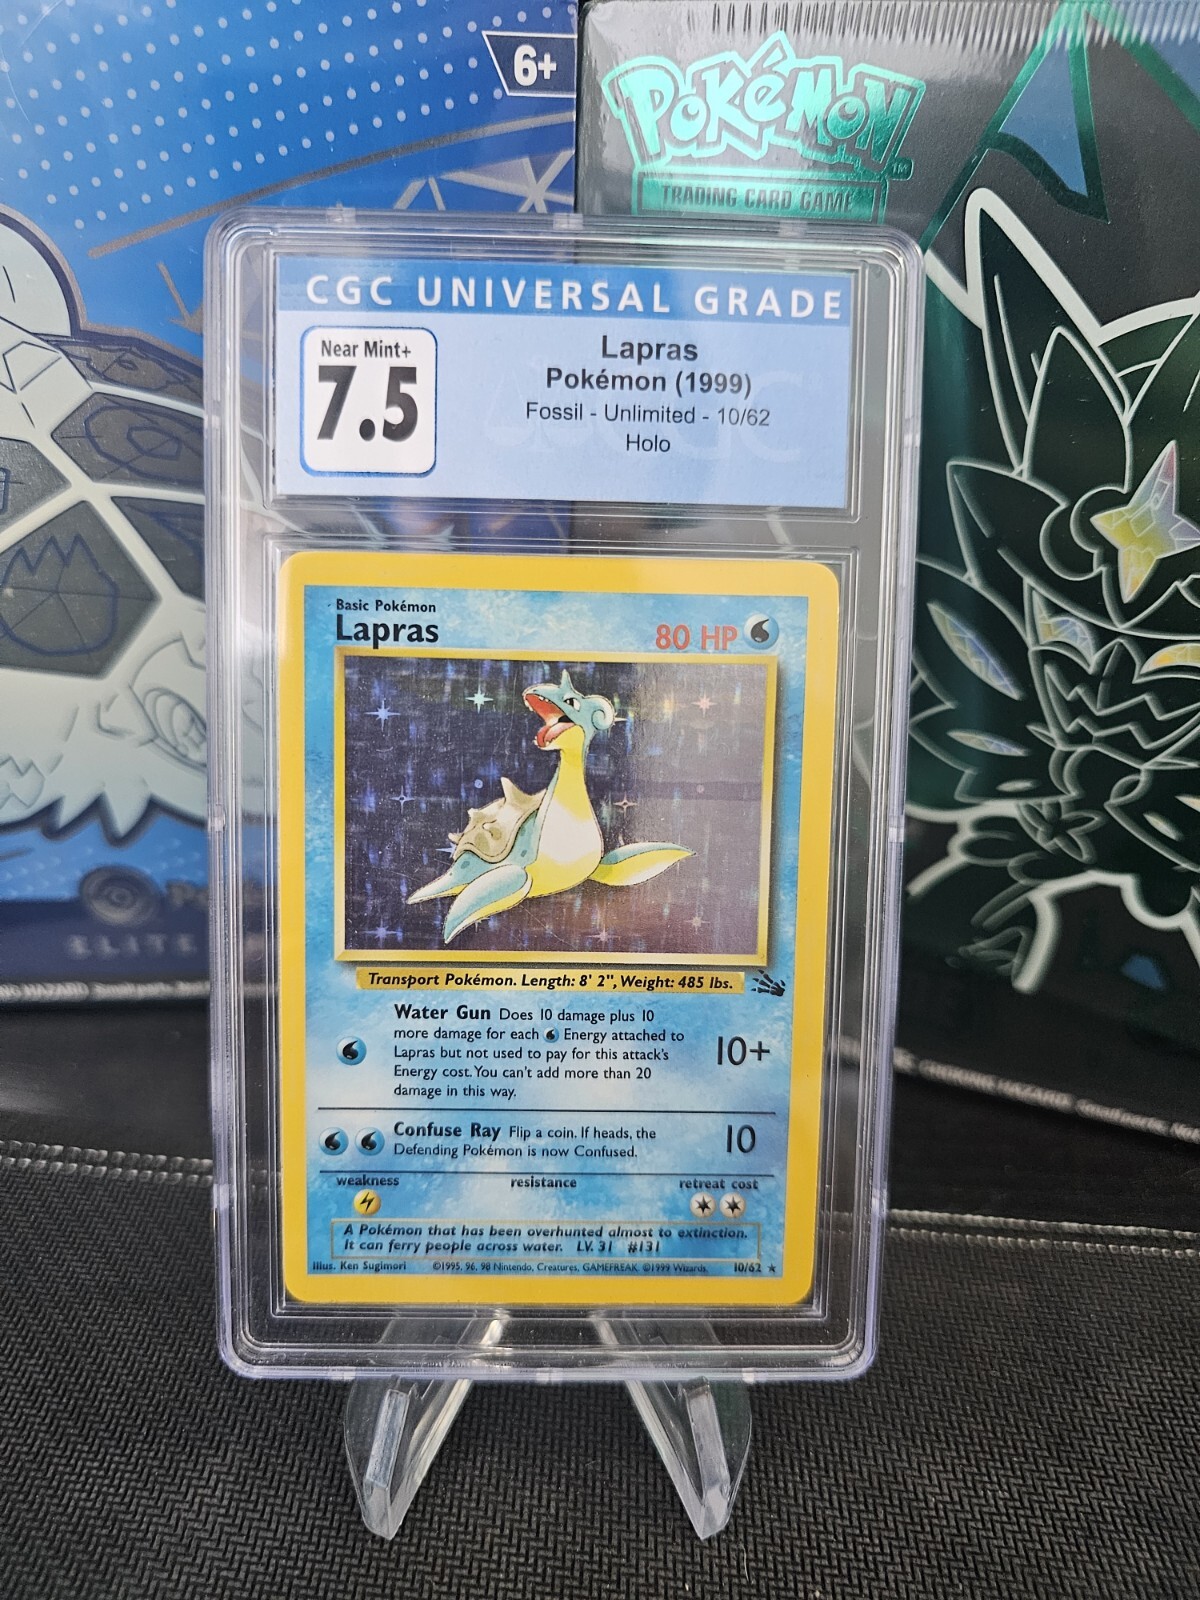 6+
POKéMON
TRADING CARD GAME
CGC UNIVERSAL GRADE
Near Mint+
7.5
Lapras
Pokémon (1999)
Fossil - Unlimited - 10/62
Holo
Basic Pokémon
Lapras
80 HP
Transport Pokémon. Length: 8' 2", Weight: 485 lbs.
Water Gun Does 10 damage plus 10
more damage for each Energy attached to
Lapras but not used to pay for this attack's
Energy cost. You can't add more than 20
damage in this way.
10+
Confuse Ray Flip a coin. If heads, the
Defending Pokémon is now Confused.
10
weakness
resistance
retreat cost
A Pokémon that has been overhunted almost to extinction.
It can ferry people across water. LV. 31 #131
Illus. Ken Sugimori
©1995, 96, 98 Nintendo, Creatures, GAMEFREAK. ©1999 Wizards.
10/62 ★
ELITE